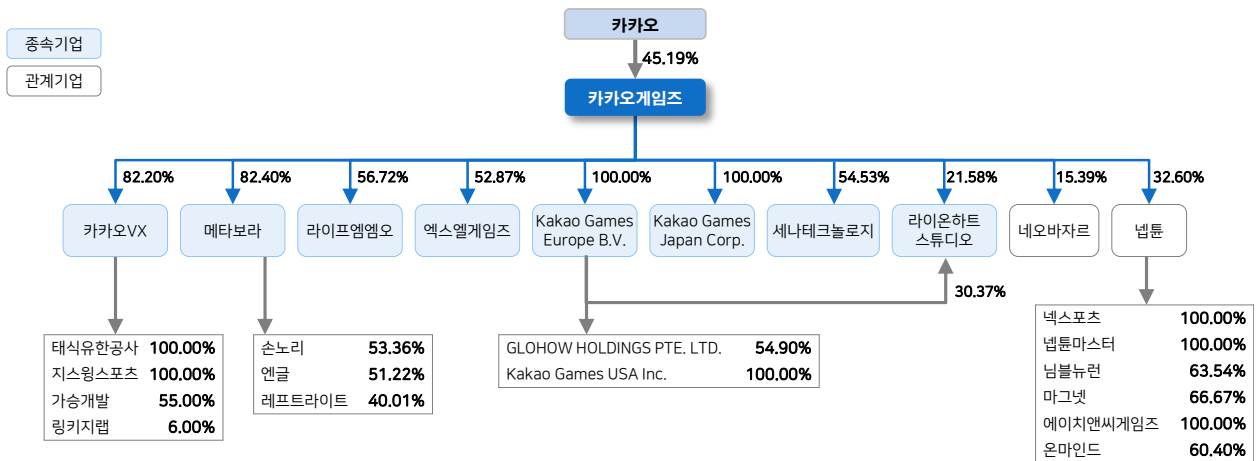 카카오
종속기업
관계기업
45.19%
카카오게임즈
82.20%
82.40%
56.72%
52.87%
100.00%
100.00%
54.53%
21.58%
15.39%
32.60%
카카오VX
메타보라
라이프엠엠오
엑스엘게임즈
Kakao Games
Europe B.V.
Kakao Games
Japan Corp.
세나테크놀로지
라이온하트
스튜디오
네오바자르
넵튠
30.37%
태식유한공사 100.00%
지스윙스포츠 100.00%
가승개발 55.00%
링키지랩 6.00%
손노리 53.36%
엔글 51.22%
레프트라이트 40.01%
GLOHOW HOLDINGS PTE. LTD. 54.90%
Kakao Games USA Inc. 100.00%
넥스포츠 100.00%
넵튠마스터 100.00%
님블뉴런 63.54%
마그넷 66.67%
에이치앤씨게임즈 100.00%
온마인드 60.40%